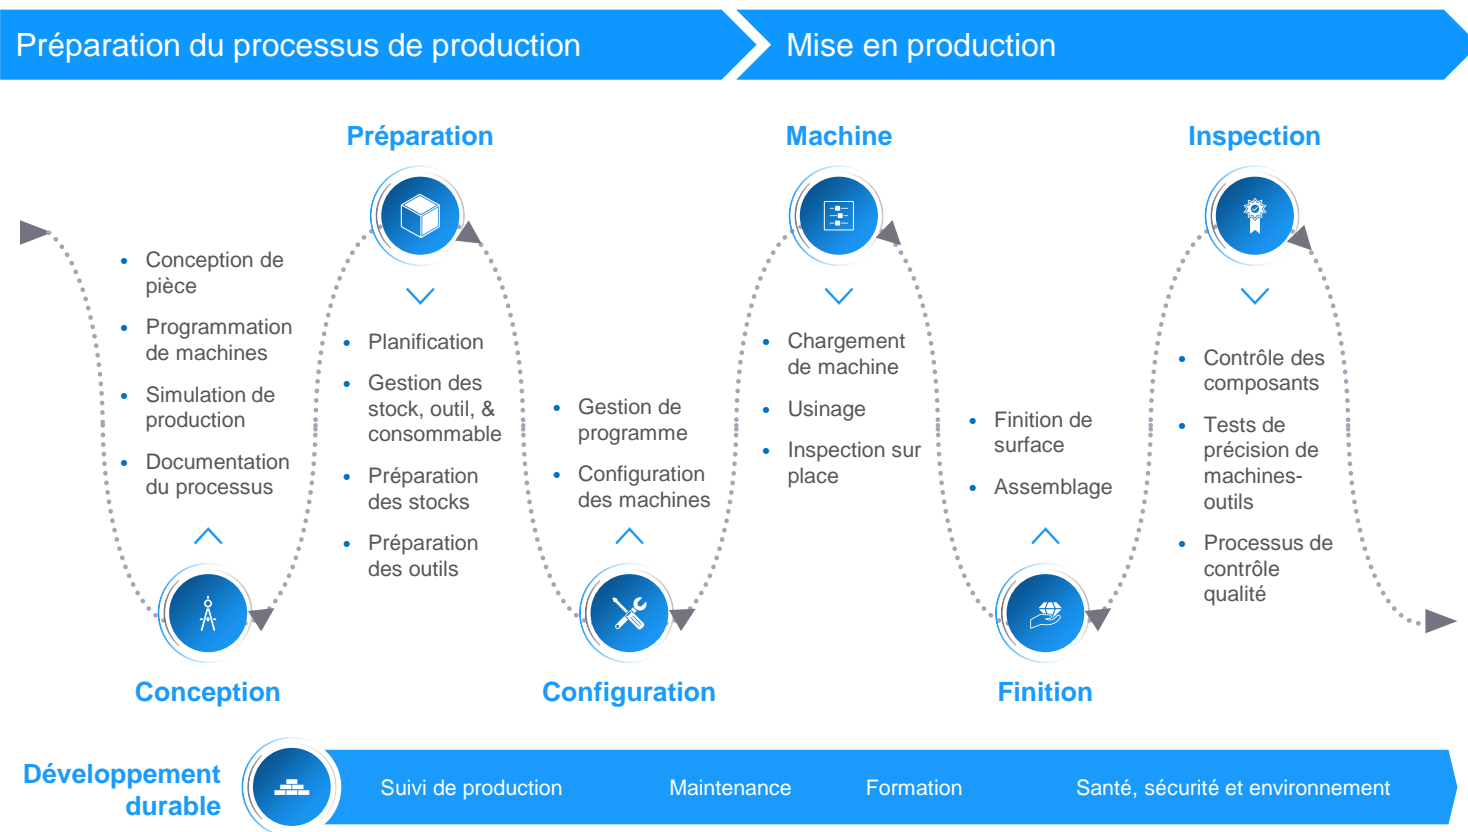 Préparation du processus de production
Mise en production
Préparation
Machine
Inspection
Conception de
pièce
Programmation
de machines
Simulation de
production
Documentation
du processus
Planification
Gestion des
stock, outil, &
consommable
Préparation
des stocks
Préparation
des outils
Gestion de
programme
Configuration
des machines
Chargement
de machine
Usinage
Inspection sur
place
Finition de
surface
Assemblage
Contrôle des
composants
Tests de
précision de
machines-
outils
Processus de
contrôle
qualité
Conception
Configuration
Finition
Développement
durable
Suivi de production
Maintenance
Formation
Santé, sécurité et environnement